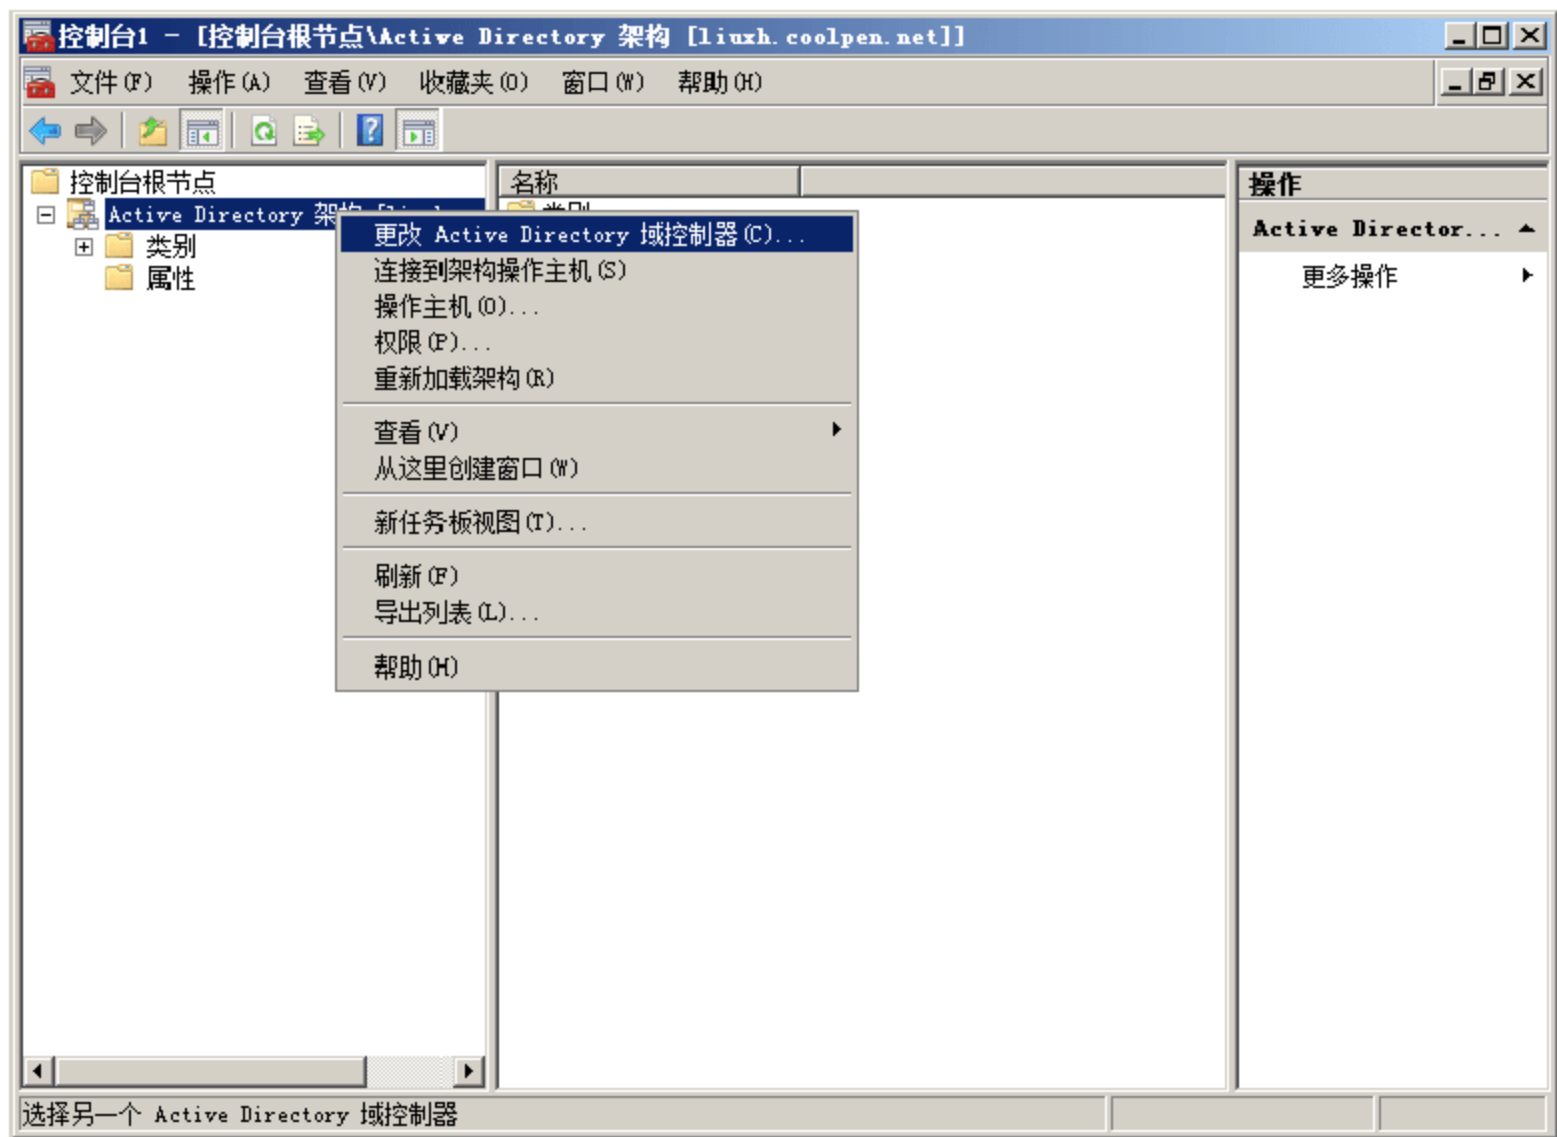 控制台1 - [控制台根节点\Active Directory 架构 [liuxh.coolpen.net]]
文件(F) 操作(A) 查看(V) 收藏夹(O) 窗口(W) 帮助(H)
控制台根节点
Active Directory 架构
类别
属性
名称
类别
更改 Active Directory 域控制器(C)...
连接到架构操作主机(S)
操作主机(O)...
权限(P)...
重新加载架构(R)
查看(V)
从这里创建窗口(W)
新任务板视图(T)...
刷新(F)
导出列表(L)...
帮助(H)
操作
Active Director...
更多操作
选择另一个 Active Directory 域控制器